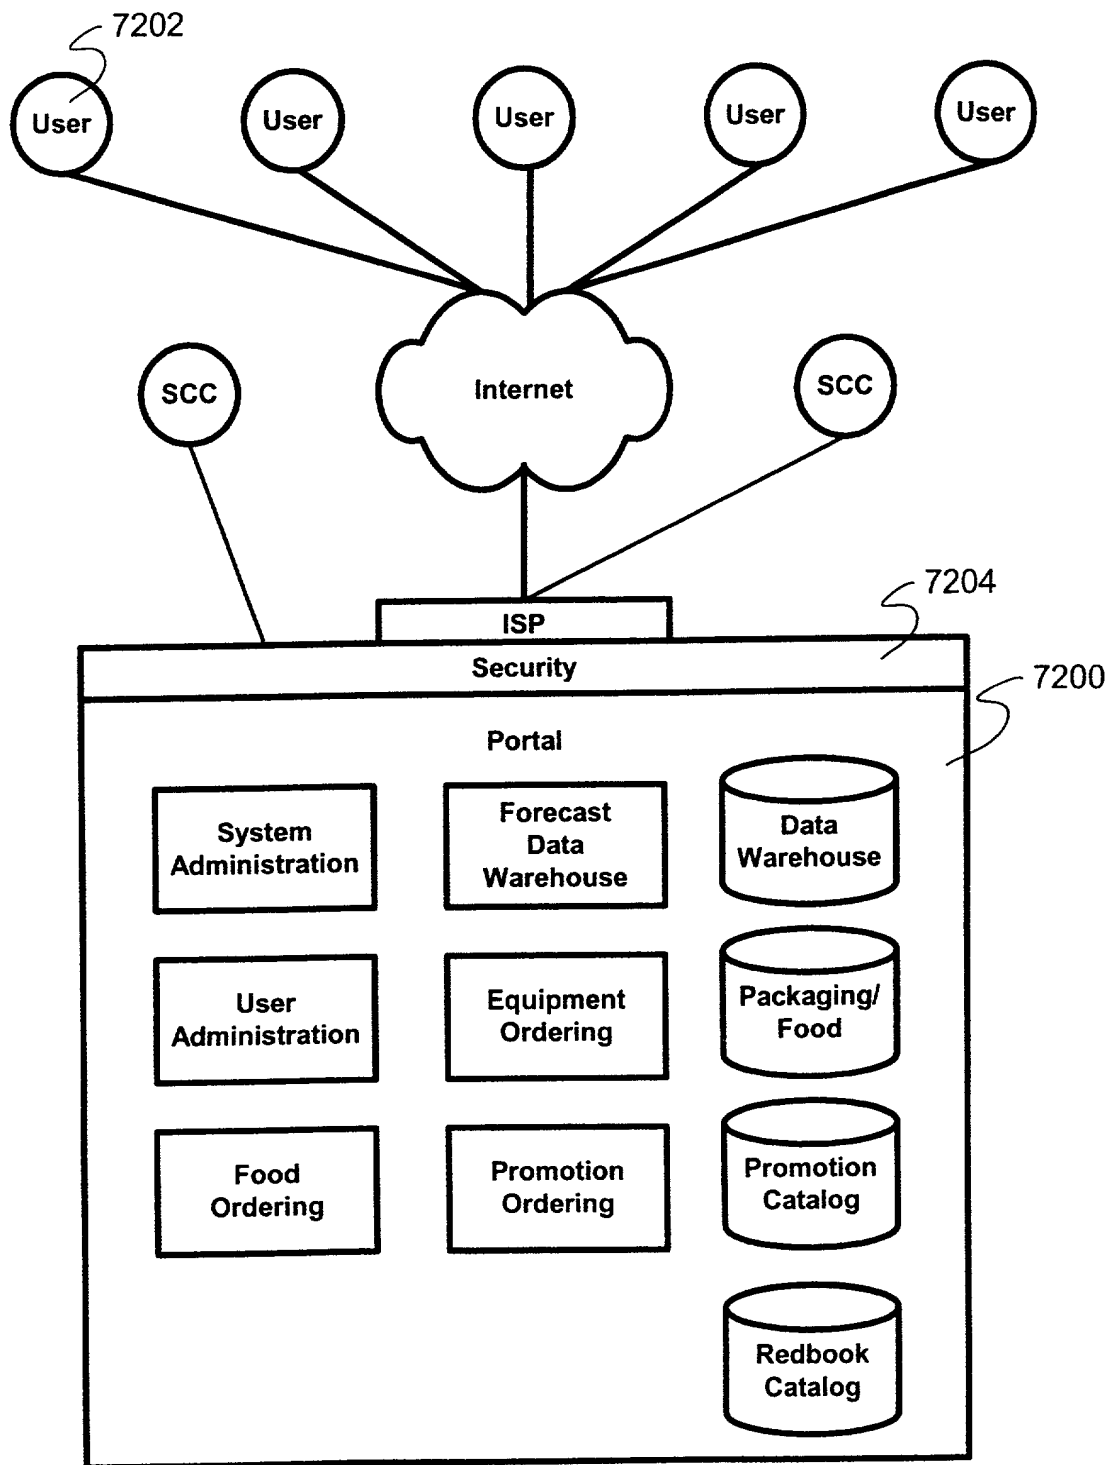 7202
User
User
User
User
User
SCC
Internet
SCC
ISP
7204
Security
7200
Portal
System
Administration
Forecast
Data
Warehouse
Data
Warehouse
User
Administration
Equipment
Ordering
Packaging/
Food
Food
Ordering
Promotion
Ordering
Promotion
Catalog
Redbook
Catalog